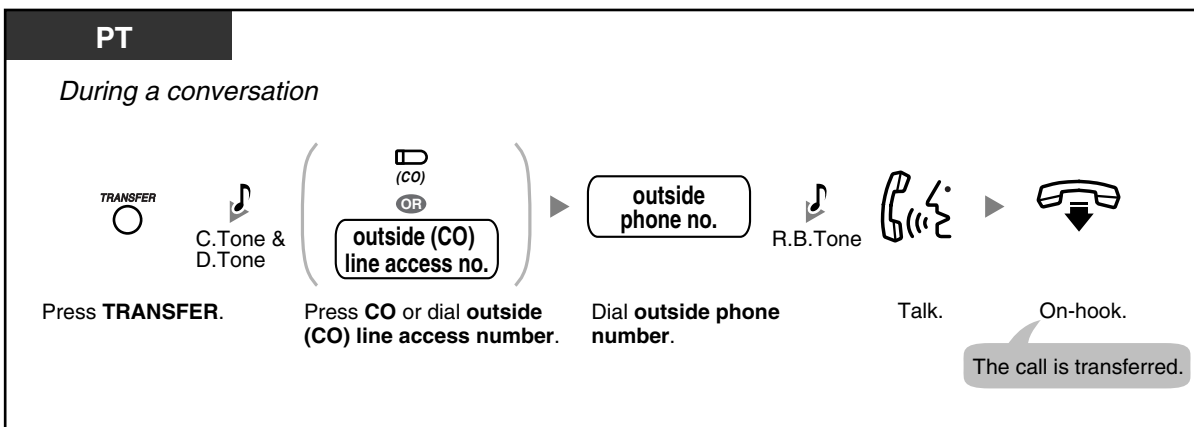 PT
During a conversation
TRANSFER
C.Tone &
D.Tone
(CO)
OR
outside (CO)
line access no.
outside
phone no.
R.B.Tone
Press TRANSFER.
Press CO or dial outside
(CO) line access number.
Dial outside phone
number.
Talk.
On-hook.
The call is transferred.